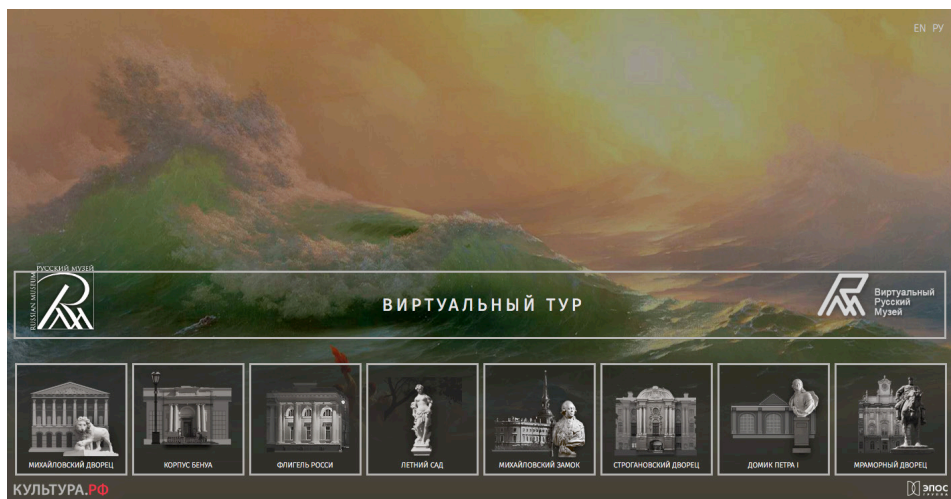 EN РУ
РУССКИЙ МУЗЕЙ
RUSSIAN MUSEUM
ВИРТУАЛЬНЫЙ ТУР
Виртуальный
Русский
Музей
МИХАЙЛОВСКИЙ ДВОРЕЦ
КОРПУС БЕНУА
ФЛИГЕЛЬ РОССИ
ЛЕТНИЙ САД
МИХАЙЛОВСКИЙ ЗАМОК
СТРОГАНОВСКИЙ ДВОРЕЦ
ДОМИК ПЕТРА I
МРАМОРНЫЙ ДВОРЕЦ
КУЛЬТУРА.РФ
ЭПОС